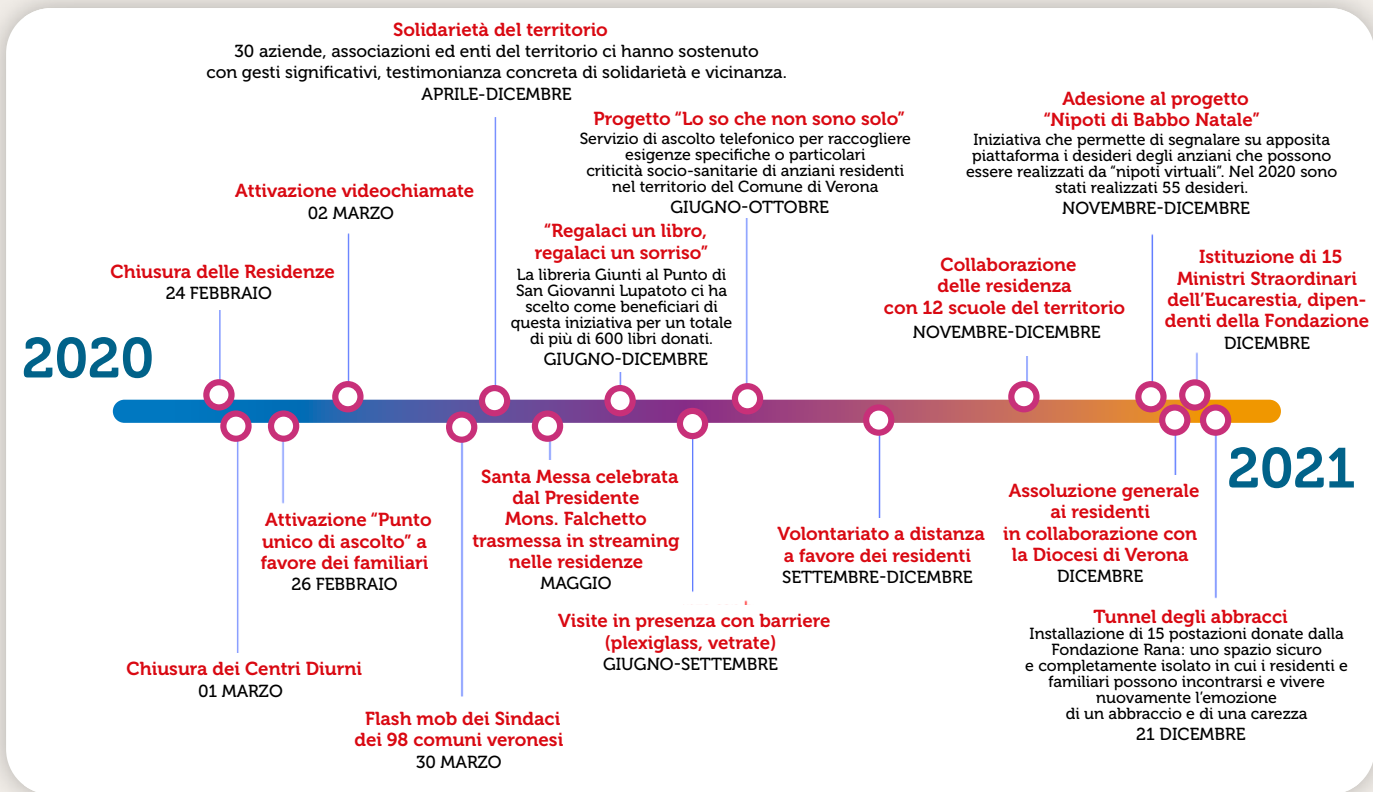 Solidarietà del territorio
30 aziende, associazioni ed enti del territorio ci hanno sostenuto
con gesti significativi, testimonianza concreta di solidarietà e vicinanza.
APRILE-DICEMBRE
Progetto “Lo so che non sono solo”
Servizio di ascolto telefonico per raccogliere
esigenze specifiche o particolari
criticità socio-sanitarie di anziani residenti
nel territorio del Comune di Verona
GIUGNO-OTTOBRE
Adesione al progetto
“Nipoti di Babbo Natale”
Iniziativa che permette di segnalare su apposita
piattaforma i desideri degli anziani che possono
essere realizzati da “nipoti virtuali”. Nel 2020 sono
stati realizzati 55 desideri.
NOVEMBRE-DICEMBRE
Attivazione videochiamate
02 MARZO
“Regalaci un libro,
regalaci un sorriso”
La libreria Giunti al Punto di
San Giovanni Lupatoto ci ha
scelto come beneficiari di
questa iniziativa per un totale
di più di 600 libri donati.
GIUGNO-DICEMBRE
Chiusura delle Residenze
24 FEBBRAIO
Collaborazione
delle residenza
con 12 scuole del territorio
NOVEMBRE-DICEMBRE
Istituzione di 15
Ministri Straordinari
dell’Eucarestia, dipen-
denti della Fondazione
DICEMBRE
2020
2021
Attivazione “Punto
unico di ascolto” a
favore dei familiari
26 FEBBRAIO
Santa Messa celebrata
dal Presidente
Mons. Falchetto
trasmessa in streaming
nelle residenze
MAGGIO
Volontariato a distanza
a favore dei residenti
SETTEMBRE-DICEMBRE
Assoluzione generale
ai residenti
in collaborazione con
la Diocesi di Verona
DICEMBRE
Chiusura dei Centri Diurni
01 MARZO
Visite in presenza con barriere
(plexiglass, vetrate)
GIUGNO-SETTEMBRE
Tunnel degli abbracci
Installazione di 15 postazioni donate dalla
Fondazione Rana: uno spazio sicuro
e completamente isolato in cui i residenti e
familiari possono incontrarsi e vivere
nuovamente l’emozione
di un abbraccio e di una carezza
21 DICEMBRE
Flash mob dei Sindaci
dei 98 comuni veronesi
30 MARZO